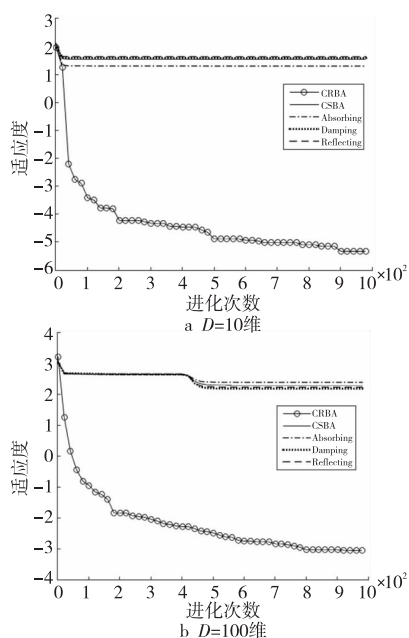 3
2
1
0
−1
−2
−3
−4
−5
−6
适应度
CRBA
CSBA
Absorbing
Damping
Reflecting
0 1 2 3 4 5 6 7 8 9 10 ×10²
进化次数
a D=10维
4
3
2
1
0
−1
−2
−3
−4
适应度
CRBA
CSBA
Absorbing
Damping
Reflecting
0 1 2 3 4 5 6 7 8 9 10 ×10²
进化次数
b D=100维